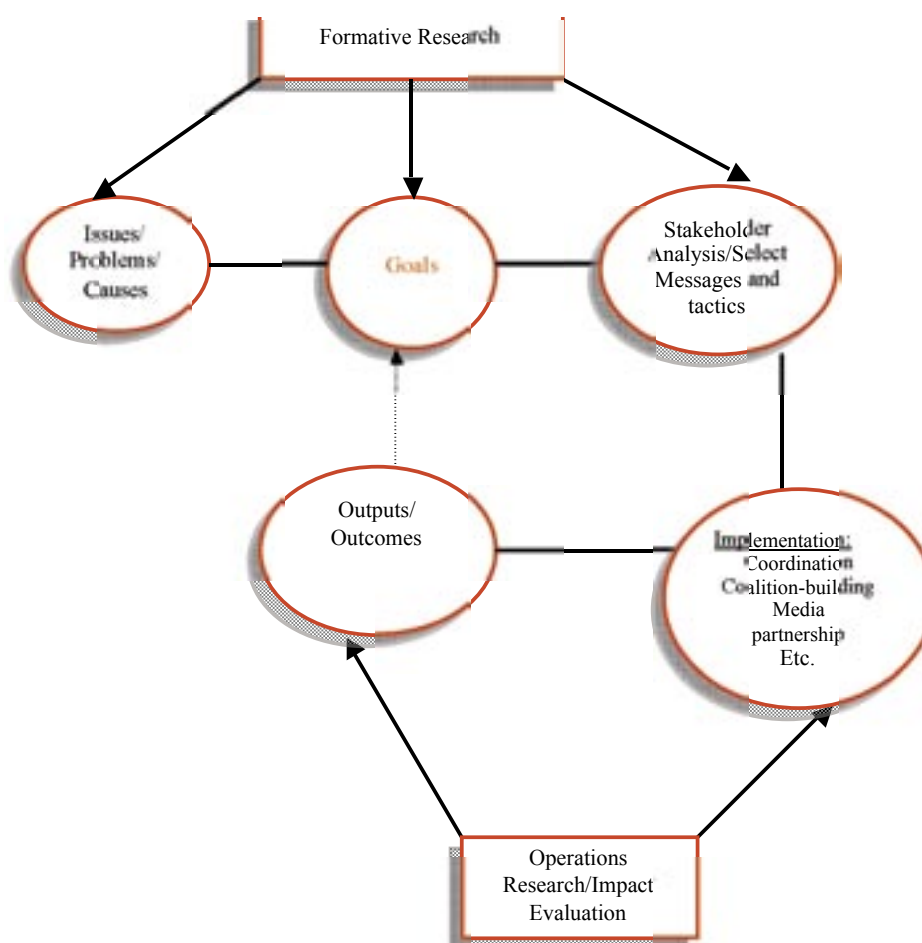 Formative Research
Issues/
Problems/
Causes
Goals
Stakeholder
Analysis/Select
Messages and
tactics
Outputs/
Outcomes
Implementation:
Coordination
Coalition-building
Media
partnership
Etc.
Operations
Research/Impact
Evaluation